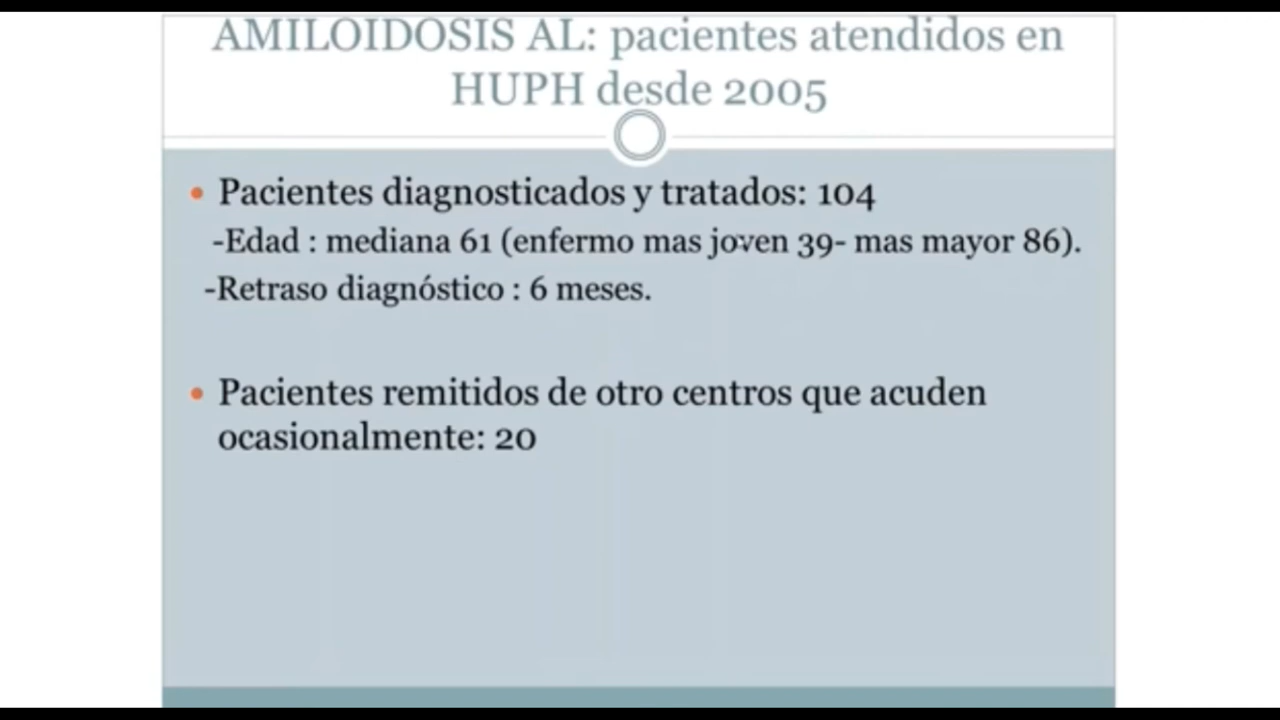 AMILOIDOSIS AL: pacientes atendidos en
HUPH desde 2005
• Pacientes diagnosticados y tratados: 104
-Edad : mediana 61 (enfermo mas joven 39- mas mayor 86).
-Retraso diagnóstico : 6 meses.
• Pacientes remitidos de otro centros que acuden
ocasionalmente: 20